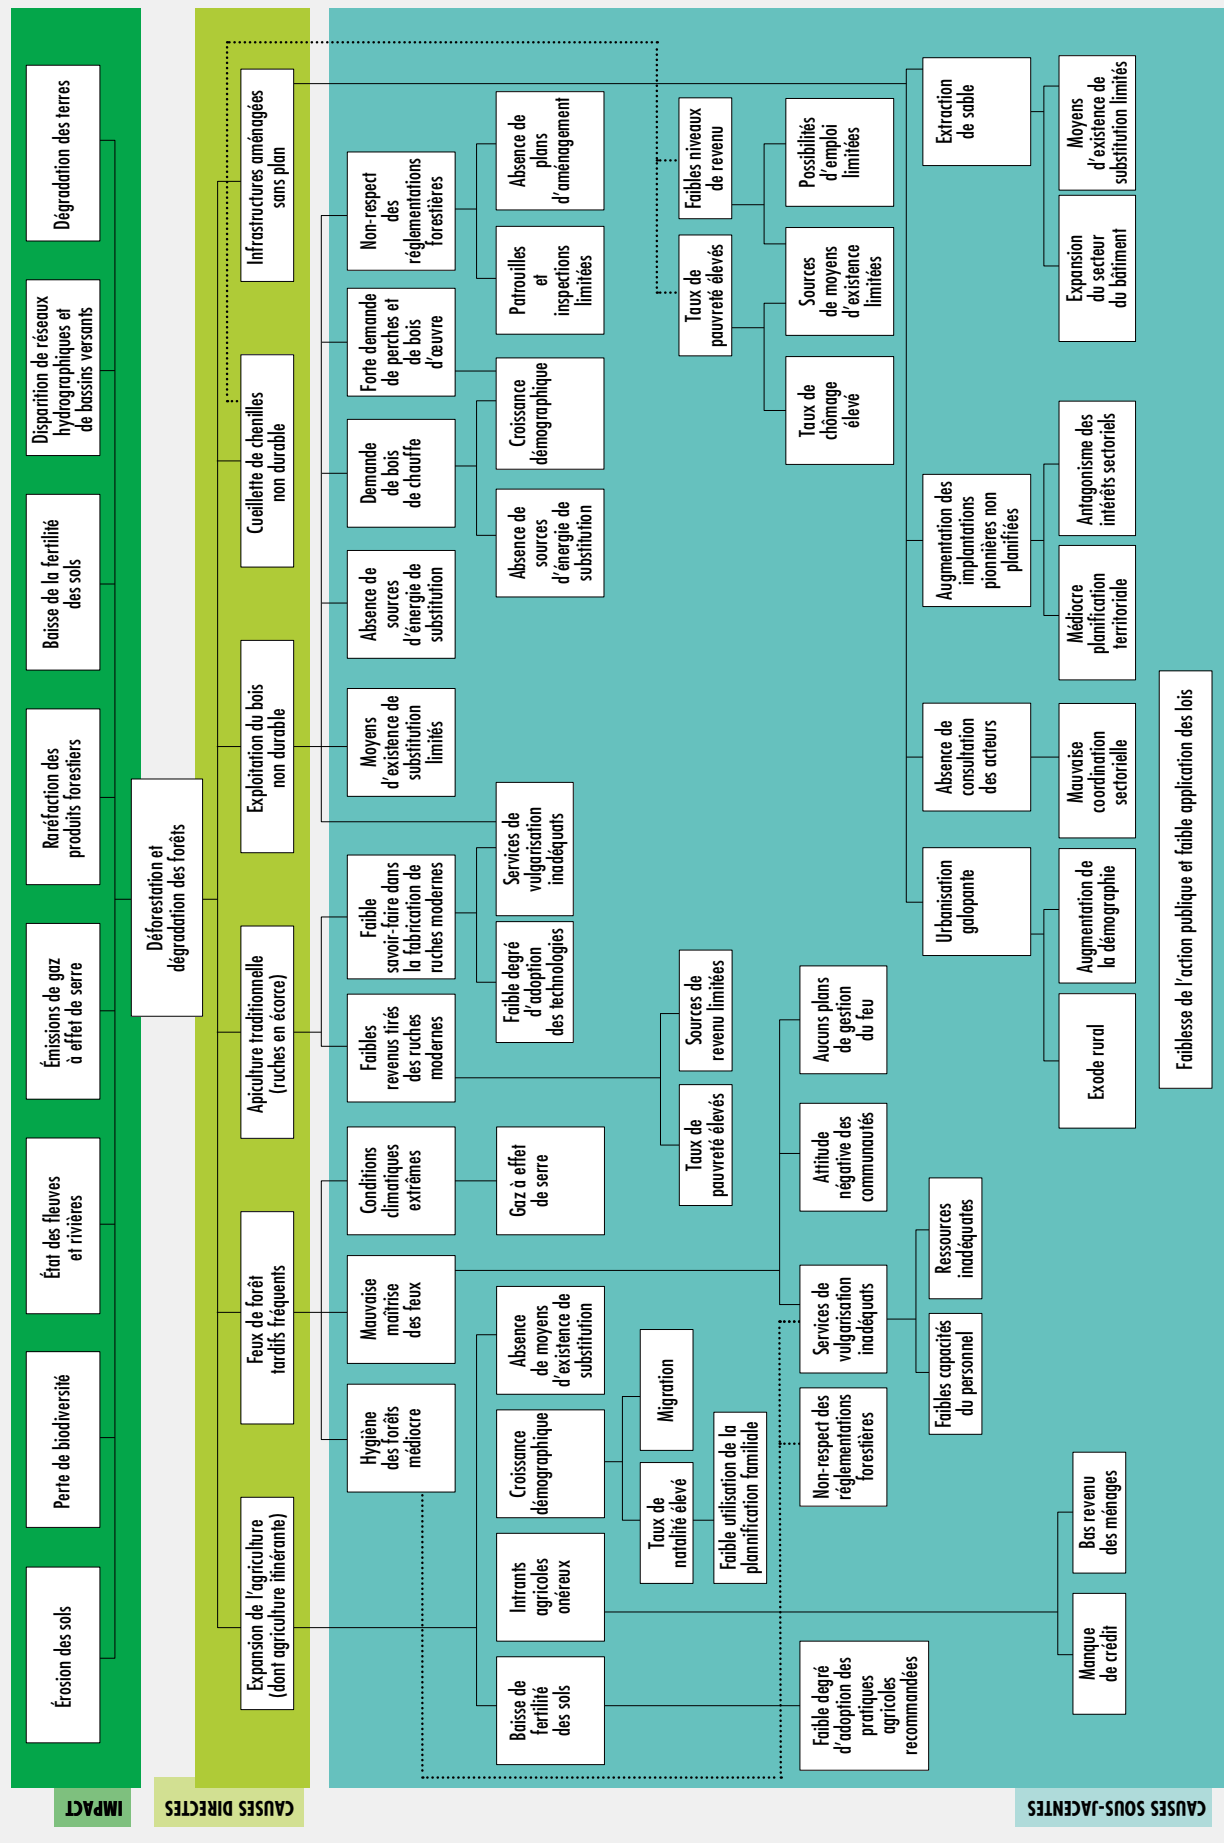 IMPACT
Érosion des sols
Perte de biodiversité
État des fleuves
et rivières
Émissions de gaz
à effet de serre
Raréfaction des
produits forestiers
Baisse de la fertilité
des sols
Disparition de réseaux
hydrographiques et
de bassins versants
Dégradation des terres
Déforestation et
dégradation des forêts
CAUSES DIRECTES
Expansion de l'agriculture
(dont agriculture itinérante)
Feux de forêt
tardifs fréquents
Apiculture traditionnelle
(ruches en écorce)
Exploitation du bois
non durable
Cueillette de chenilles
non durable
Infrastructures aménagées
sans plan
CAUSES SOUS-JACENTES
Hygiène
des forêts
médiocre
Mauvaise
maîtrise
des feux
Conditions
climatiques
extrêmes
Faibles
revenus tirés
des ruches
modernes
Faible
savoir-faire dans
la fabrication de
ruches modernes
Moyens
d'existence de
substitution
limités
Absence de
sources
d'énergie de
substitution
Demande
de bois
de chauffe
Forte demande
de perches et
de bois
d'œuvre
Non-respect
des
réglementations
forestières
Baisse de
fertilité
des sols
Intrants
agricoles
onéreux
Croissance
démographique
Absence
de moyens
d'existence de
substitution
Gaz à effet
de serre
Faible degré
d'adoption
des technologies
Services de
vulgarisation
inadéquats
Absence de
sources
d'énergie de
substitution
Croissance
démographique
Patrouilles
et
inspections
limitées
Absence de
plans
d'aménagement
Taux de
natalité élevé
Migration
Faible utilisation de la
plannification familiale
Taux de
pauvreté élevés
Sources de
revenu limitées
Taux de
pauvreté élevés
Faibles niveaux
de revenu
Faible degré
d'adoption des
pratiques
agricoles
recommandées
Non-respect des
réglementations
forestières
Services de
vulgarisation
inadéquats
Attitude
négative des
communautés
Aucuns plans
de gestion
du feu
Taux de
chômage
élevé
Sources
de moyens
d'existence
limitées
Possibilités
d'emploi
limitées
Faibles capacités
du personnel
Ressources
inadéquates
Urbanisation
galopante
Absence de
consultation
des acteurs
Augmentation des
implantations
pionnières non
planifiées
Extraction
de sable
Manque
de crédit
Bas revenu
des ménages
Exode rural
Augmentation de
la démographie
Mauvaise
coordination
sectorielle
Médiocre
planification
territoriale
Antagonisme des
intérêts sectoriels
Expansion
du secteur
du bâtiment
Moyens
d'existence de
substitution limités
Faiblesse de l'action publique et faible application des lois